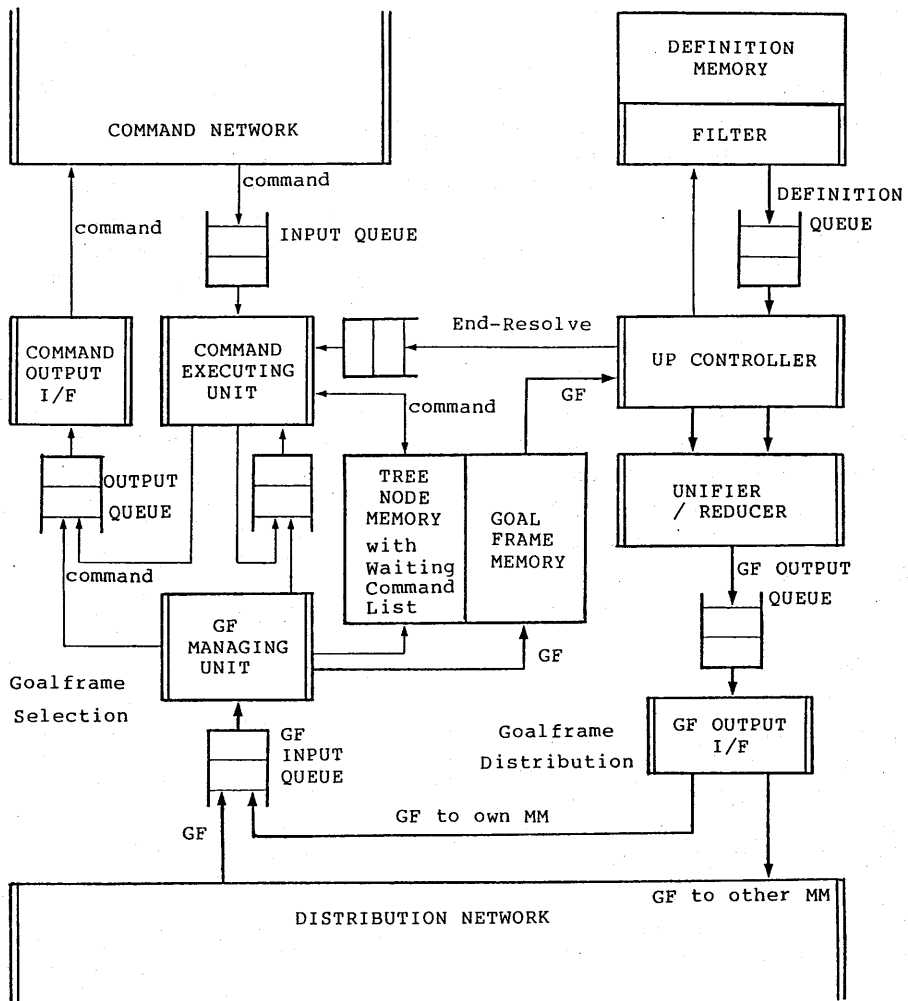 DEFINITION
MEMORY
COMMAND NETWORK
FILTER
command
DEFINITION
QUEUE
command
INPUT QUEUE
End-Resolve
COMMAND
OUTPUT
I/F
COMMAND
EXECUTING
UNIT
UP CONTROLLER
GF
command
OUTPUT
QUEUE
TREE
NODE
MEMORY
with
Waiting
Command
List
GOAL
FRAME
MEMORY
UNIFIER
/ REDUCER
command
GF OUTPUT
QUEUE
GF
MANAGING
UNIT
GF
Goalframe
Selection
GF
INPUT
QUEUE
Goalframe
Distribution
GF OUTPUT
I/F
GF to own MM
GF
GF to other MM
DISTRIBUTION NETWORK